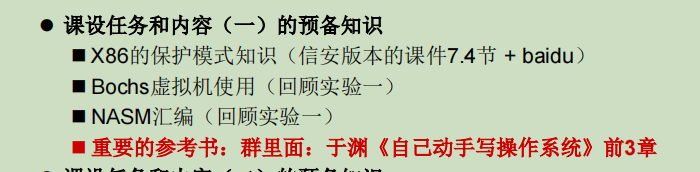 ● 课设任务和内容（一）的预备知识
■ X86的保护模式知识（信安版本的课件7.4节 + baidu）
■ Bochs虚拟机使用（回顾实验一）
■ NASM汇编（回顾实验一）
■ 重要的参考书：群里面：于渊《自己动手写操作系统》前3章